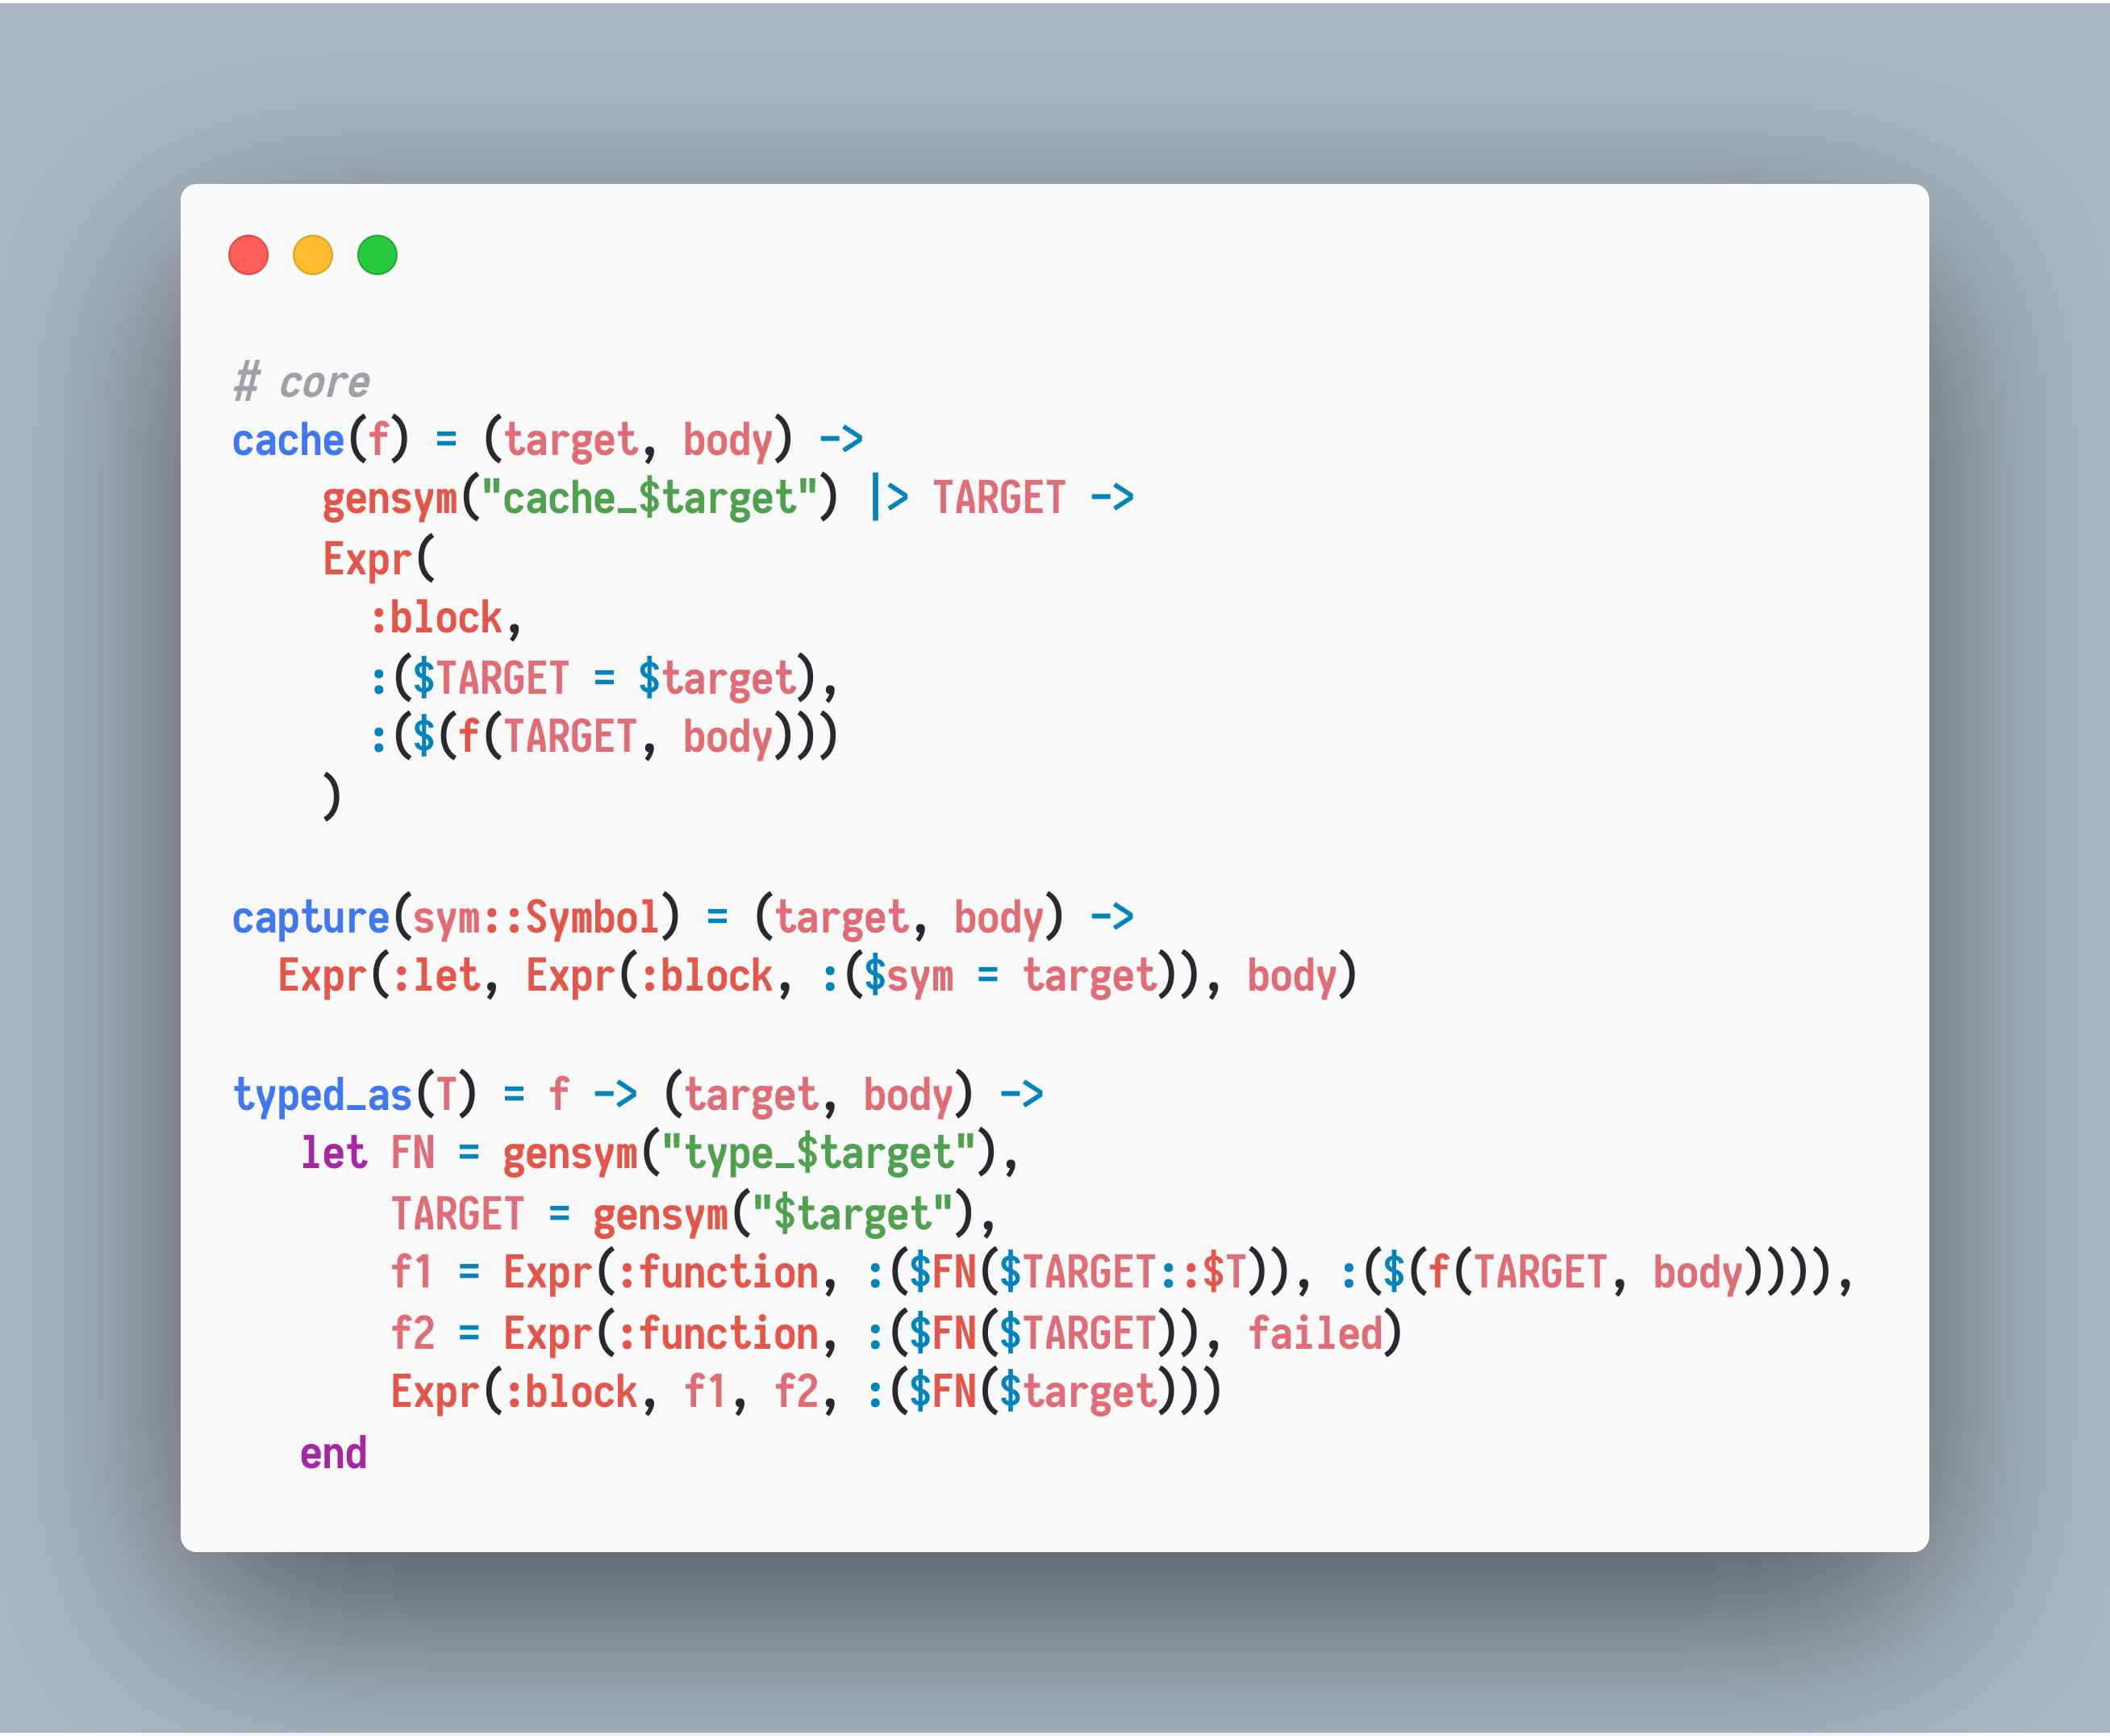 # core
cache(f) = (target, body) ->
    gensym("cache_$target") |> TARGET ->
    Expr(
      :block,
      :($TARGET = $target),
      :($(f(TARGET, body)))
    )

capture(sym::Symbol) = (target, body) ->
  Expr(:let, Expr(:block, :($sym = target)), body)

typed_as(T) = f -> (target, body) ->
   let FN = gensym("type_$target"),
       TARGET = gensym("$target"),
       f1 = Expr(:function, :($FN($TARGET::$T)), :($(f(TARGET, body)))),
       f2 = Expr(:function, :($FN($TARGET)), failed)
       Expr(:block, f1, f2, :($FN($target)))
   end